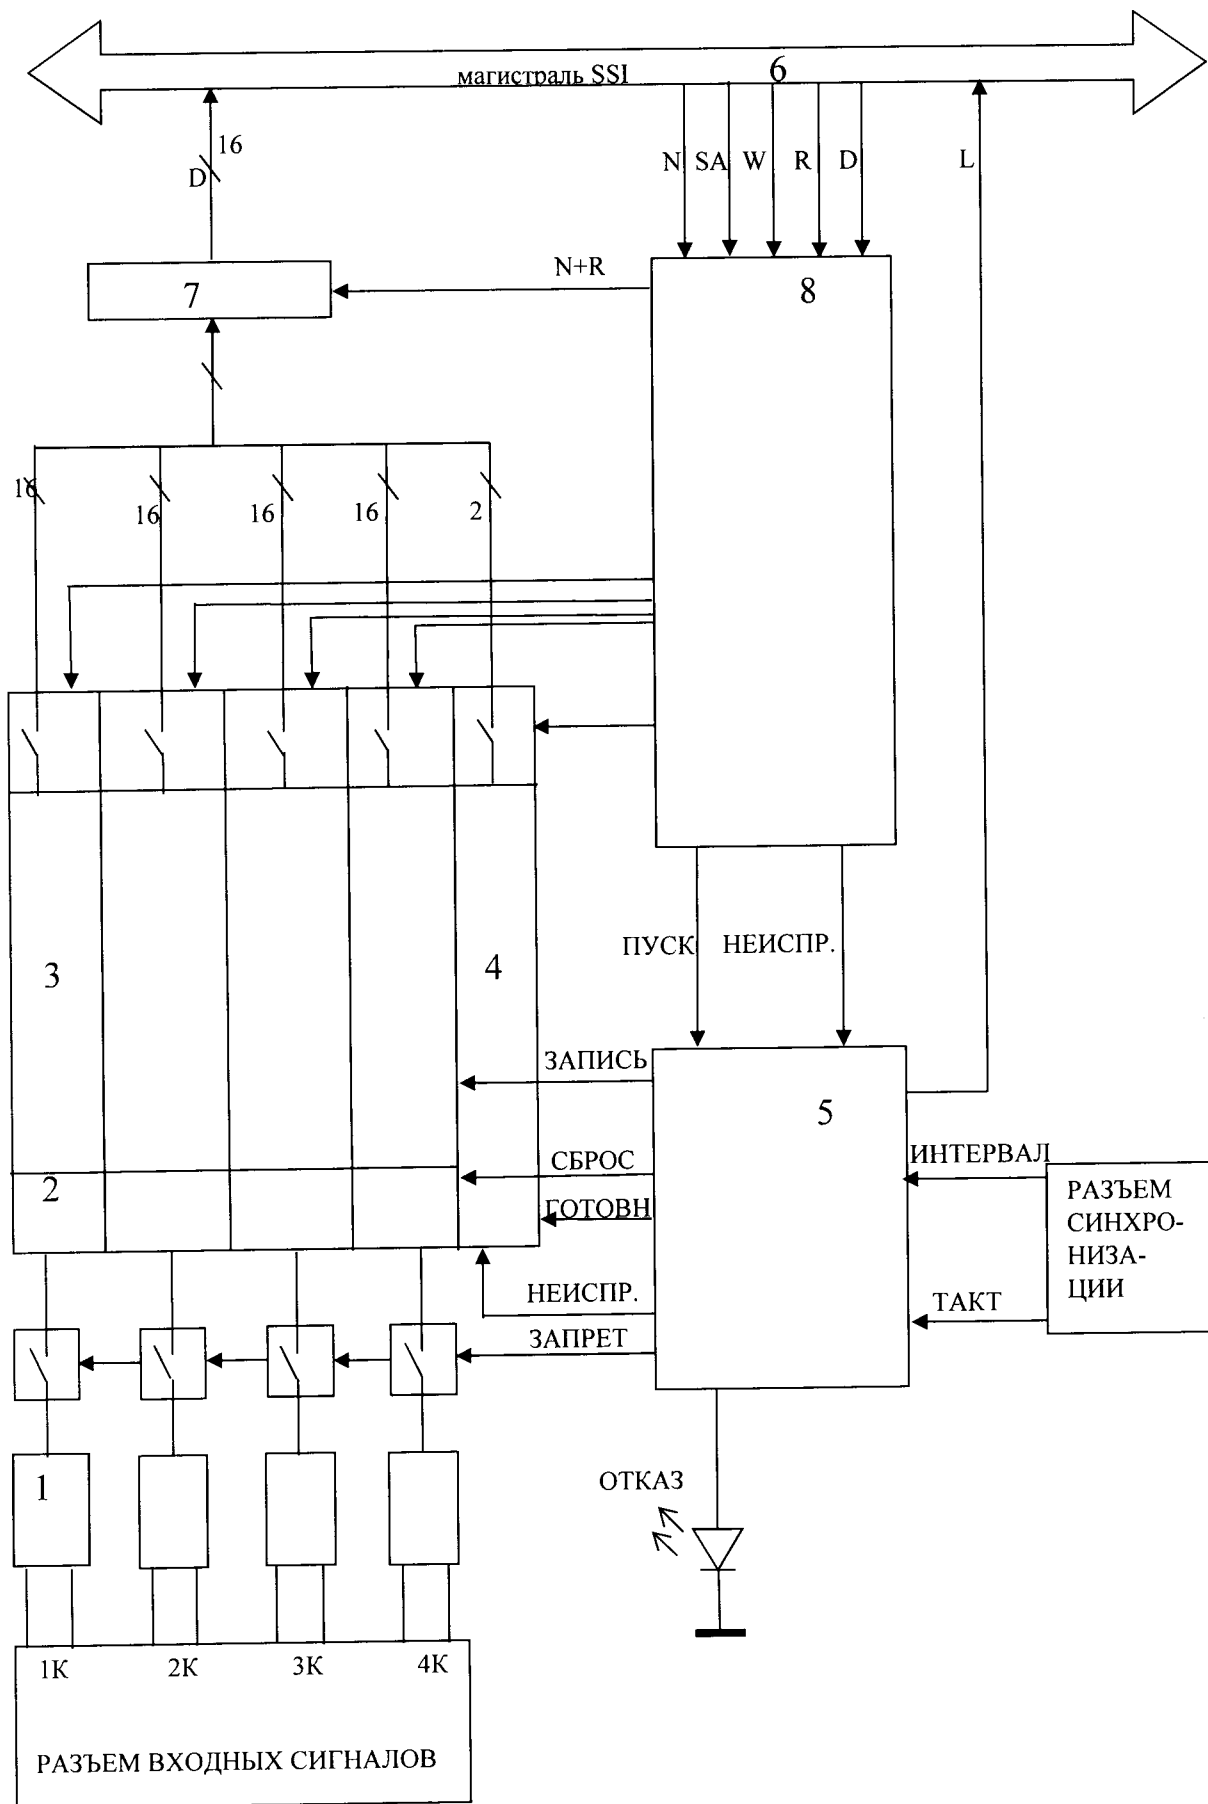 магистраль SSI 6
16
D
N SA W R D L
N+R
7
8
16
16
16
16
2
3
4
ПУСК НЕИСПР.
ЗАПИСЬ
5
СБРОС
ИНТЕРВАЛ
2
ГОТОВН
РАЗЪЕМ
СИНХРО-
НИЗА-
ЦИИ
НЕИСПР.
ТАКТ
ЗАПРЕТ
1
ОТКАЗ
1К 2К 3К 4К
РАЗЪЕМ ВХОДНЫХ СИГНАЛОВ